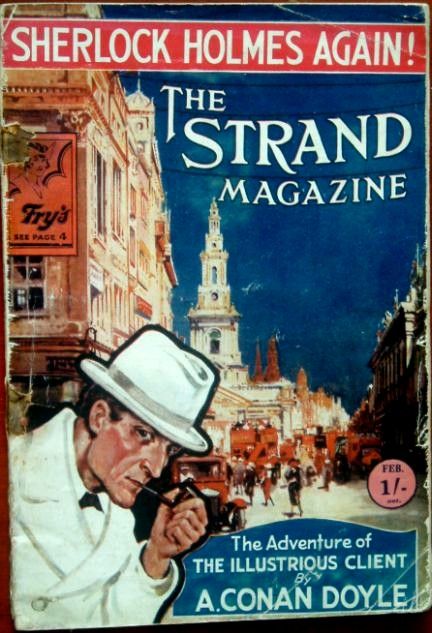 SHERLOCK HOLMES AGAIN!
THE
STRAND
MAGAZINE
Fry's
SEE PAGE 4
FEB.
1/-
net.
The Adventure of
THE ILLUSTRIOUS CLIENT
By
A. CONAN DOYLE